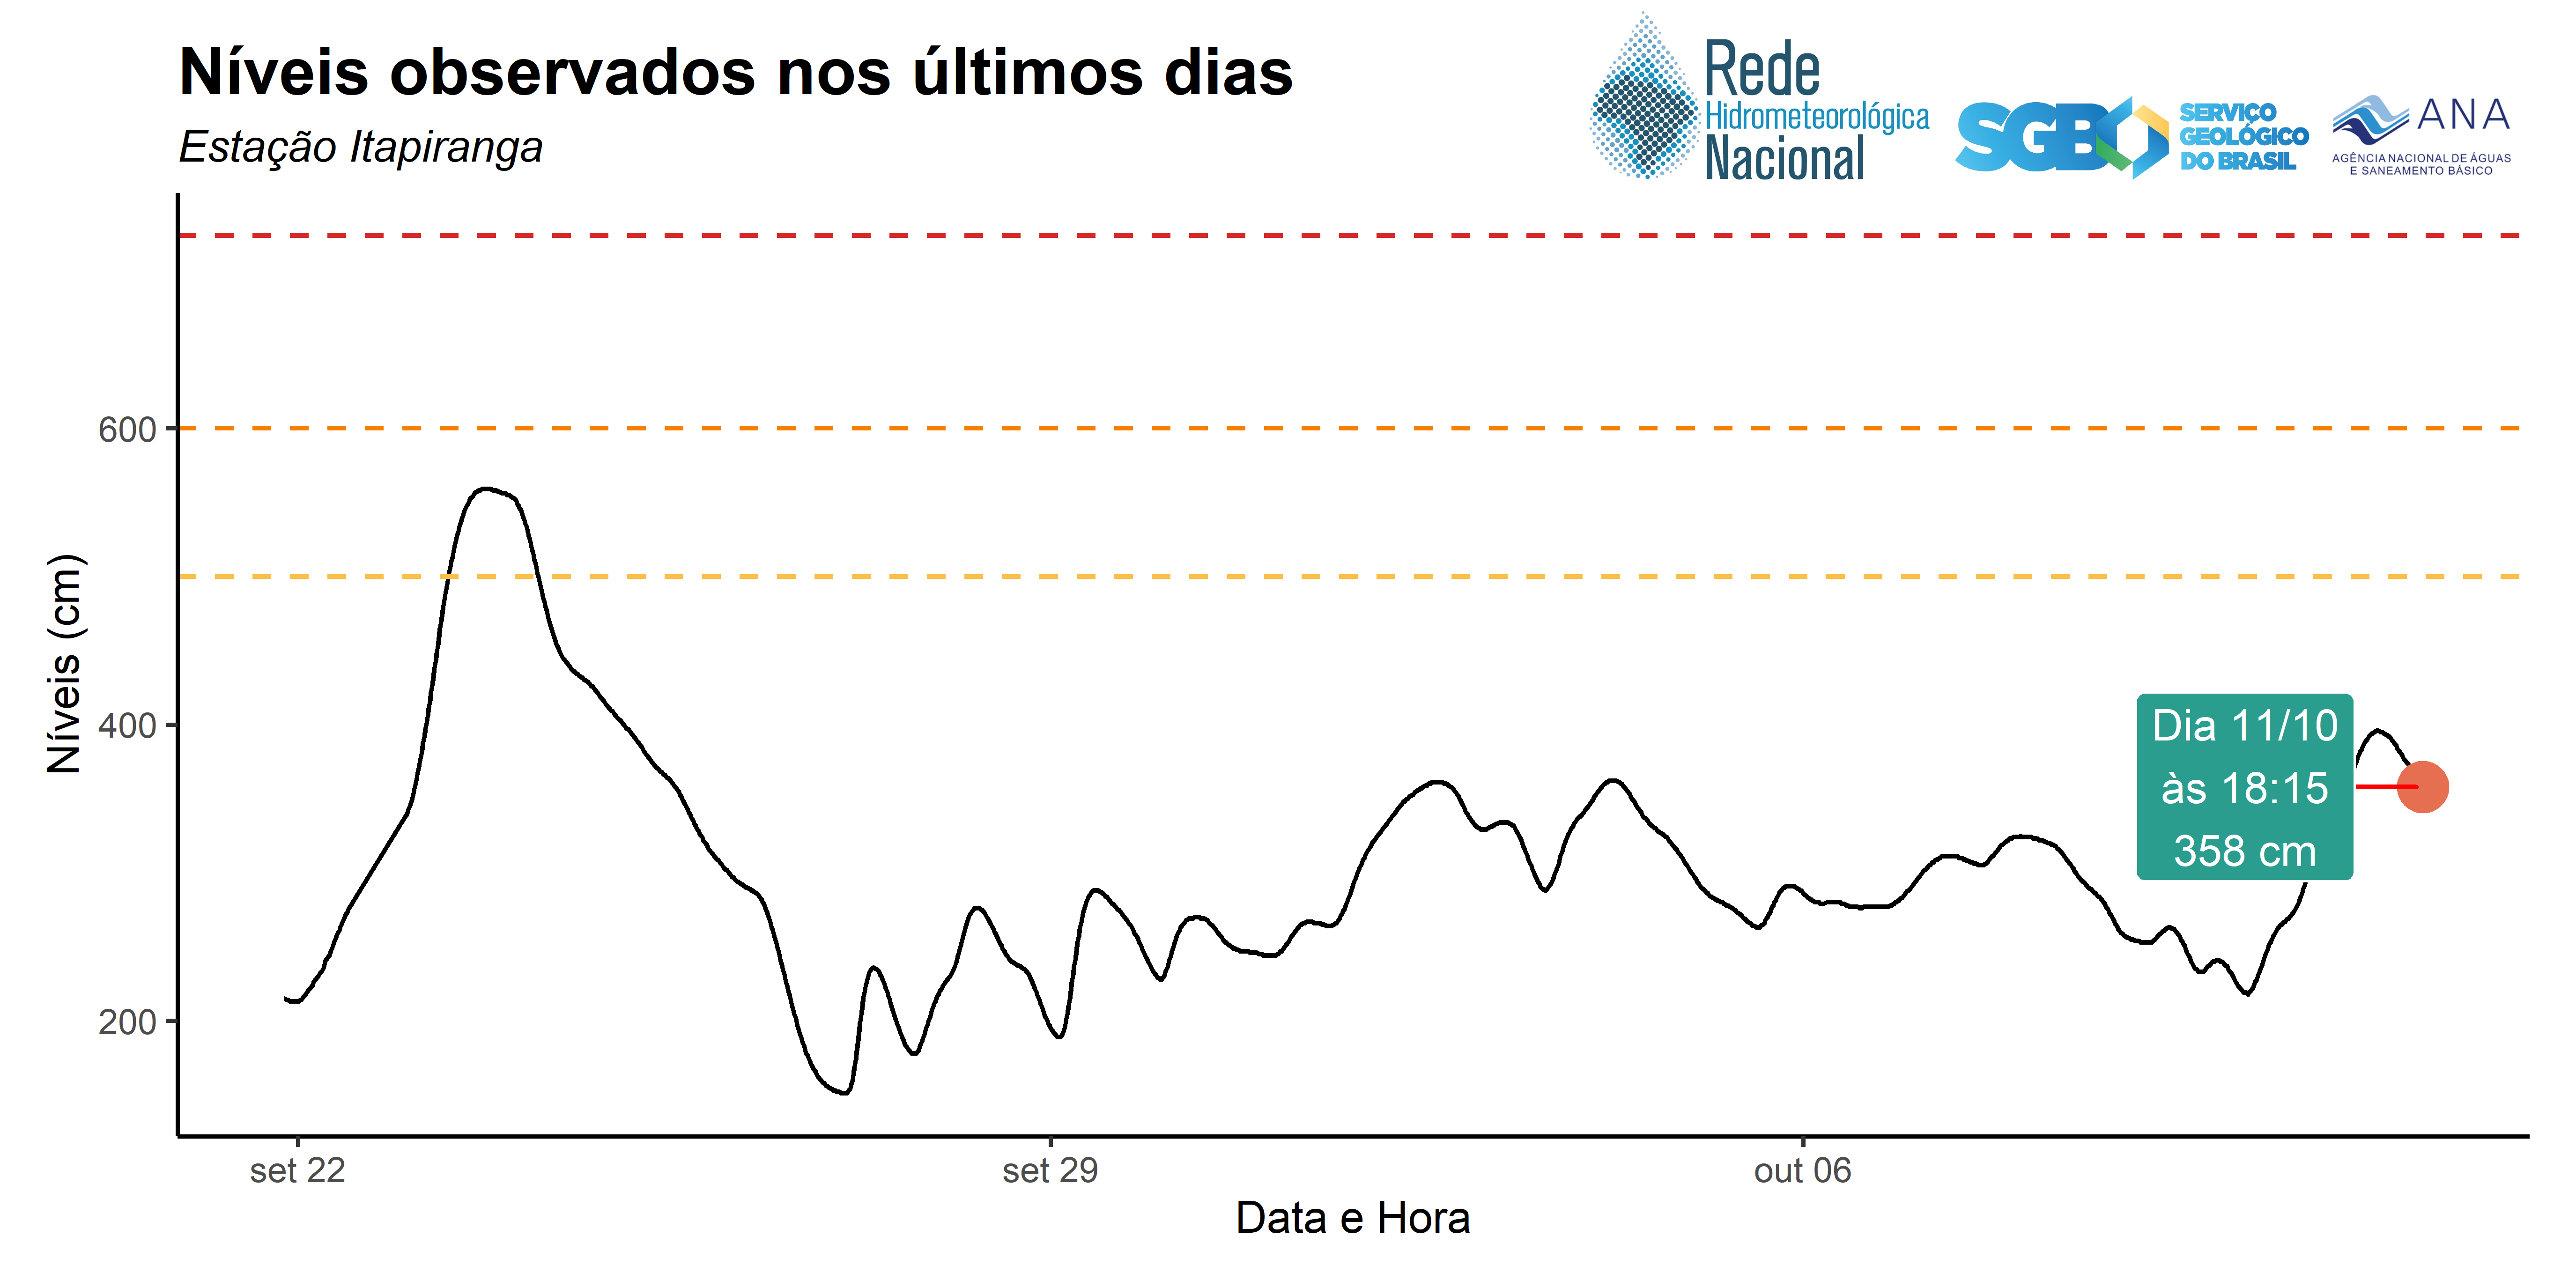 Níveis observados nos últimos dias
Estação Itapiranga
Rede
Hidrometeorológica
Nacional
SGB
SERVIÇO
GEOLÓGICO
DO BRASIL
ANA
AGÊNCIA NACIONAL DE ÁGUAS
E SANEAMENTO BÁSICO
Níveis (cm)
600
400
200
Dia 11/10
às 18:15
358 cm
set 22
set 29
out 06
Data e Hora